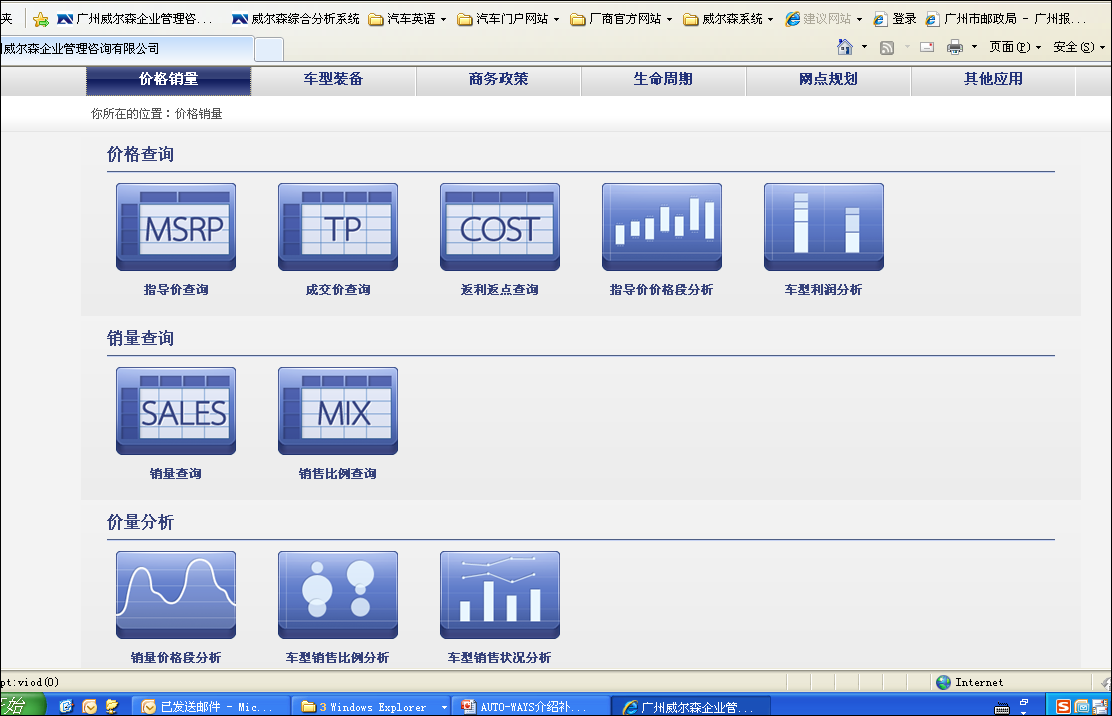 夹 广州威尔森企业管理咨... 威尔森综合分析系统 汽车英语 汽车门户网站 厂商官方网站 威尔森系统 建议网站 登录 广州市邮政局 - 广州报...
威尔森企业管理咨询有限公司
页面(P) 安全(S)
价格销量 车型装备 商务政策 生命周期 网点规划 其他应用
你所在的位置：价格销量
价格查询
MSRP TP COST
指导价查询 成交价查询 返利返点查询 指导价价格段分析 车型利润分析
销量查询
SALES MIX
销量查询 销售比例查询
价量分析
销量价格段分析 车型销售比例分析 车型销售状况分析
pt:viod(0) Internet
开始 已发送邮件 - Mic... 3 Windows Explorer AUTO-WAYS介绍补... 广州威尔森企业管...